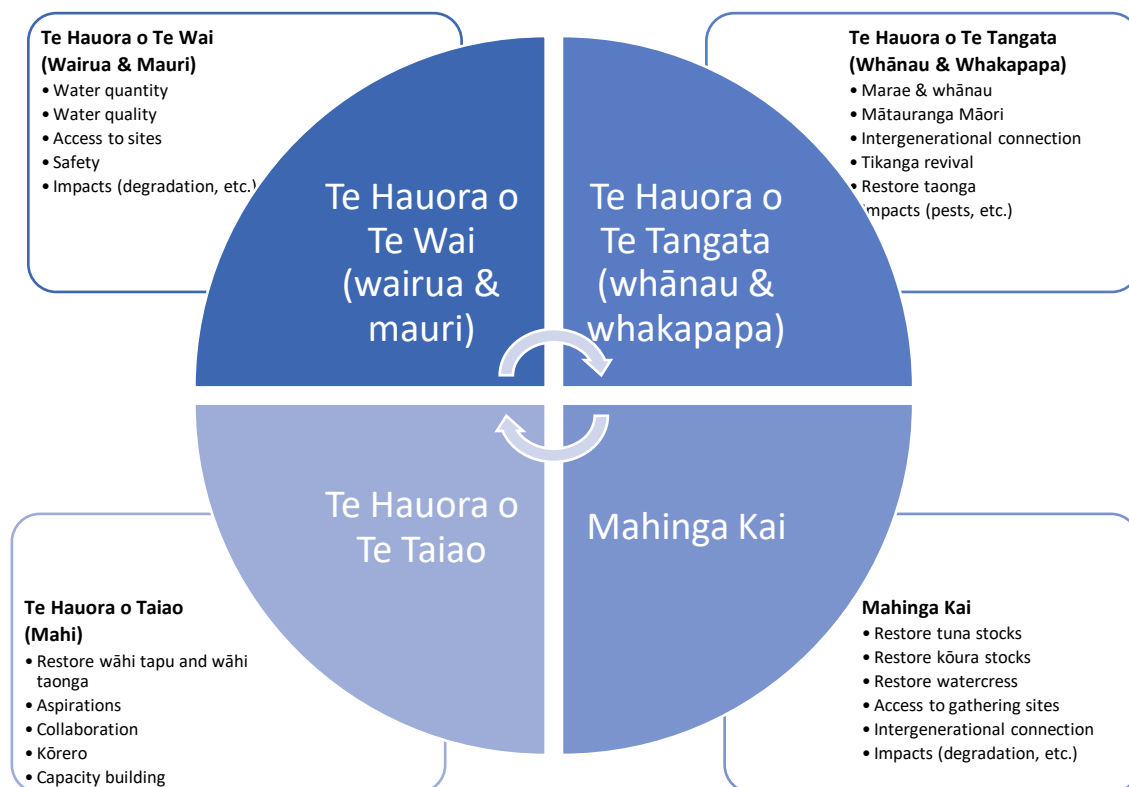 Te Hauora o Te Wai
(Wairua & Mauri)
• Water quantity
• Water quality
• Access to sites
• Safety
• Impacts (degradation, etc.)
Te Hauora o Te Tangata
(Whānau & Whakapapa)
• Marae & whānau
• Mātauranga Māori
• Intergenerational connection
• Tikanga revival
• Restore taonga
• Impacts (pests, etc.)
Te Hauora o
Te Wai
(wairua &
mauri)
Te Hauora o
Te Tangata
(whānau &
whakapapa)
Te Hauora o
Te Taiao
Mahinga Kai
Te Hauora o Taiao
(Mahi)
• Restore wāhi tapu and wāhi
taonga
• Aspirations
• Collaboration
• Kōrero
• Capacity building
Mahinga Kai
• Restore tuna stocks
• Restore kōura stocks
• Restore watercress
• Access to gathering sites
• Intergenerational connection
• Impacts (degradation, etc.)